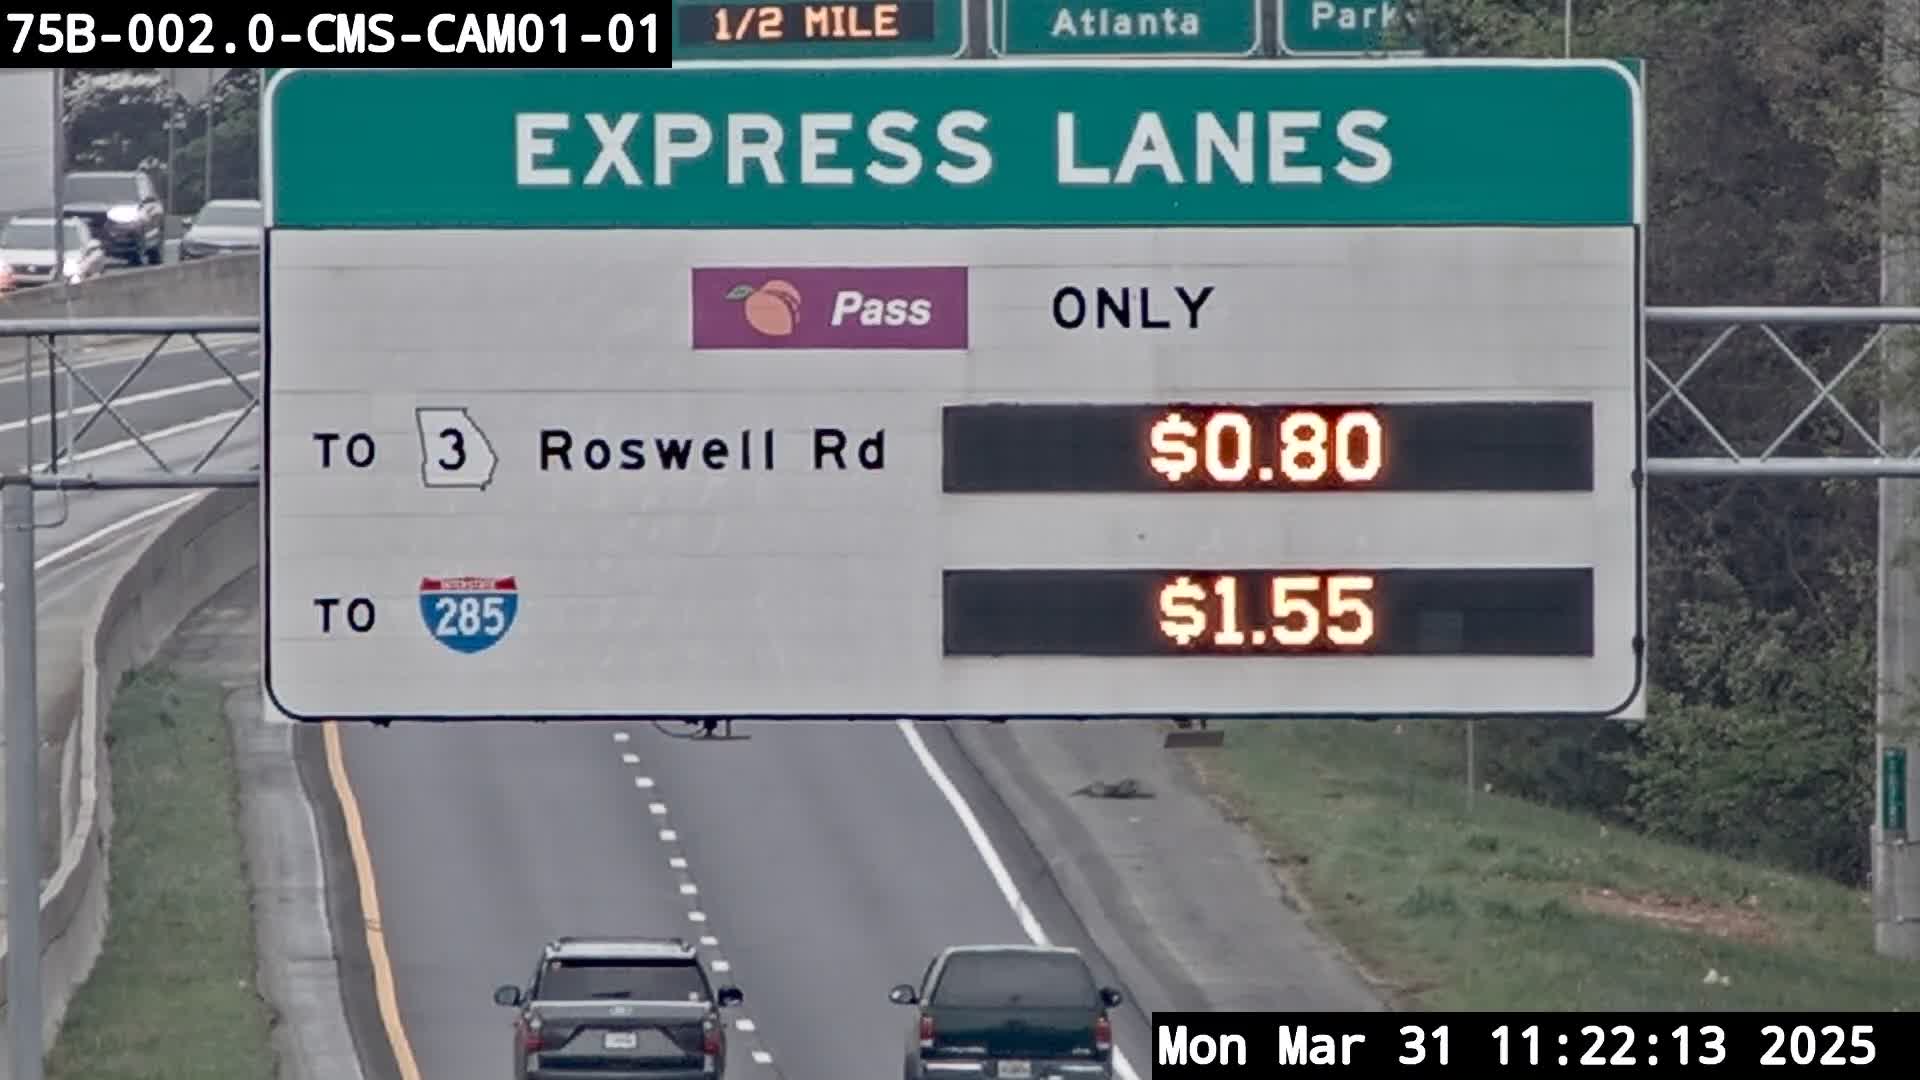 75B-002.0-CMS-CAM01-01
1/2 MILE
Atlanta
EXPRESS LANES
Pass ONLY
TO 3 Roswell Rd $0.80
TO INTERSTATE 285 $1.55
Mon Mar 31 11:22:13 2025